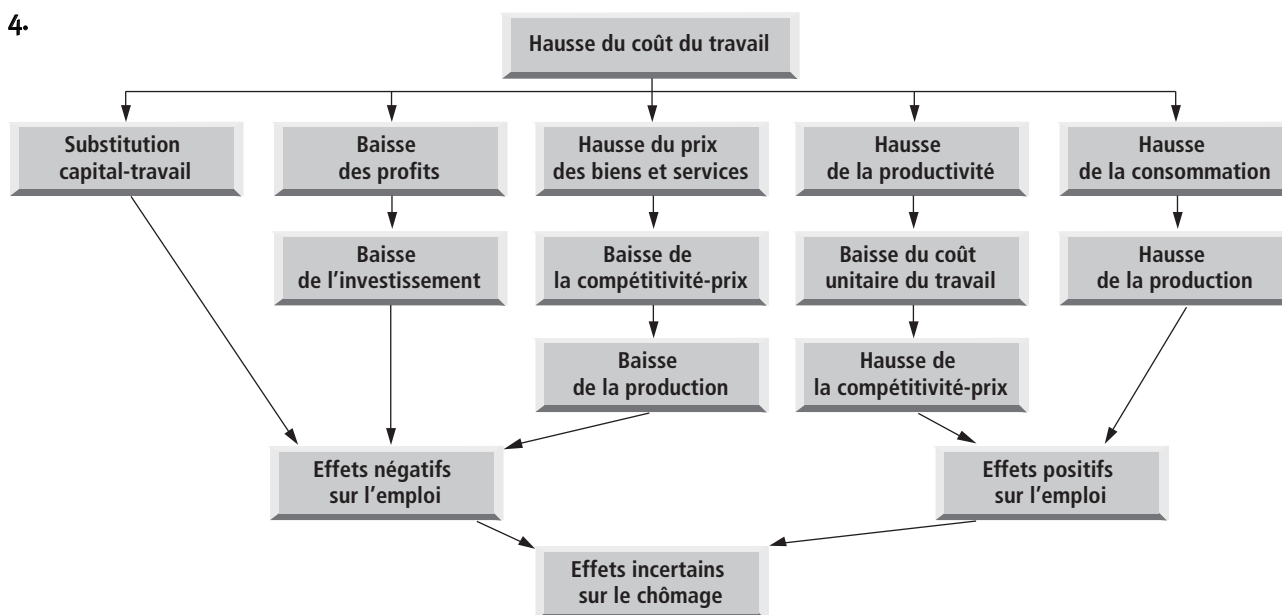 4.
Hausse du coût du travail
Substitution
capital-travail
Baisse
des profits
Hausse du prix
des biens et services
Hausse
de la productivité
Hausse
de la consommation
Baisse
de l’investissement
Baisse de
la compétitivité-prix
Baisse du coût
unitaire du travail
Hausse
de la production
Baisse
de la production
Hausse de
la compétitivité-prix
Effets négatifs
sur l’emploi
Effets positifs
sur l’emploi
Effets incertains
sur le chômage